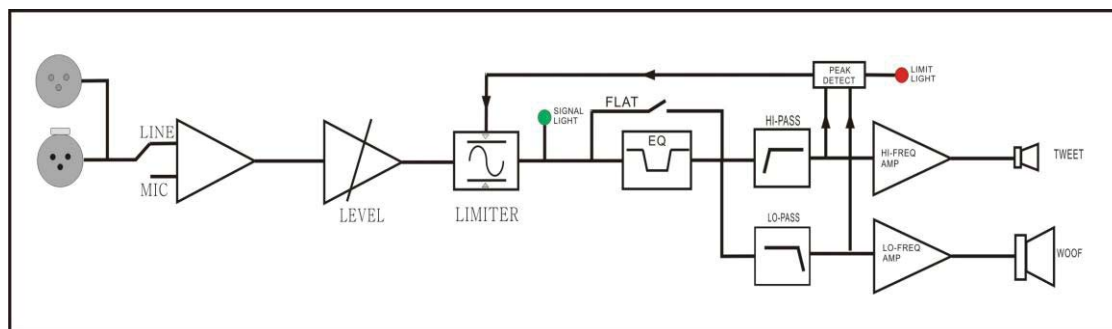 PEAK
DETECT
LIMIT
LIGHT
FLAT
SIGNAL
LIGHT
HI-PASS
LINE
EQ
HI-FREQ
AMP
TWEET
MIC
LEVEL
LIMITER
LO-PASS
LO-FREQ
AMP
WOOF